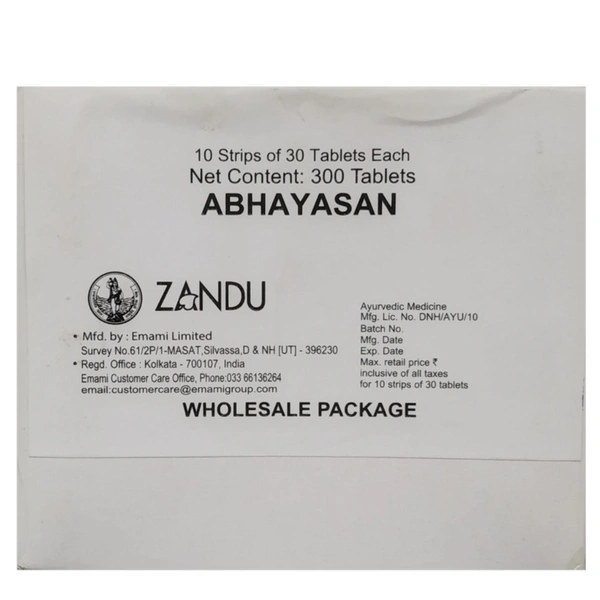 10 Strips of 30 Tablets Each
Net Content: 300 Tablets
ABHAYASAN
ZANDU
• Mfd. by : Emami Limited
Survey No.61/2P/1-MASAT,Silvassa,D & NH [UT] - 396230
• Regd. Office : Kolkata - 700107, India
Emami Customer Care Office, Phone:033 66136264
email:customercare@emamigroup.com
Ayurvedic Medicine
Mfg. Lic. No. DNH/AYU/10
Batch No.
Mfg. Date
Exp. Date
Max. retail price ₹
inclusive of all taxes
for 10 strips of 30 tablets
WHOLESALE PACKAGE